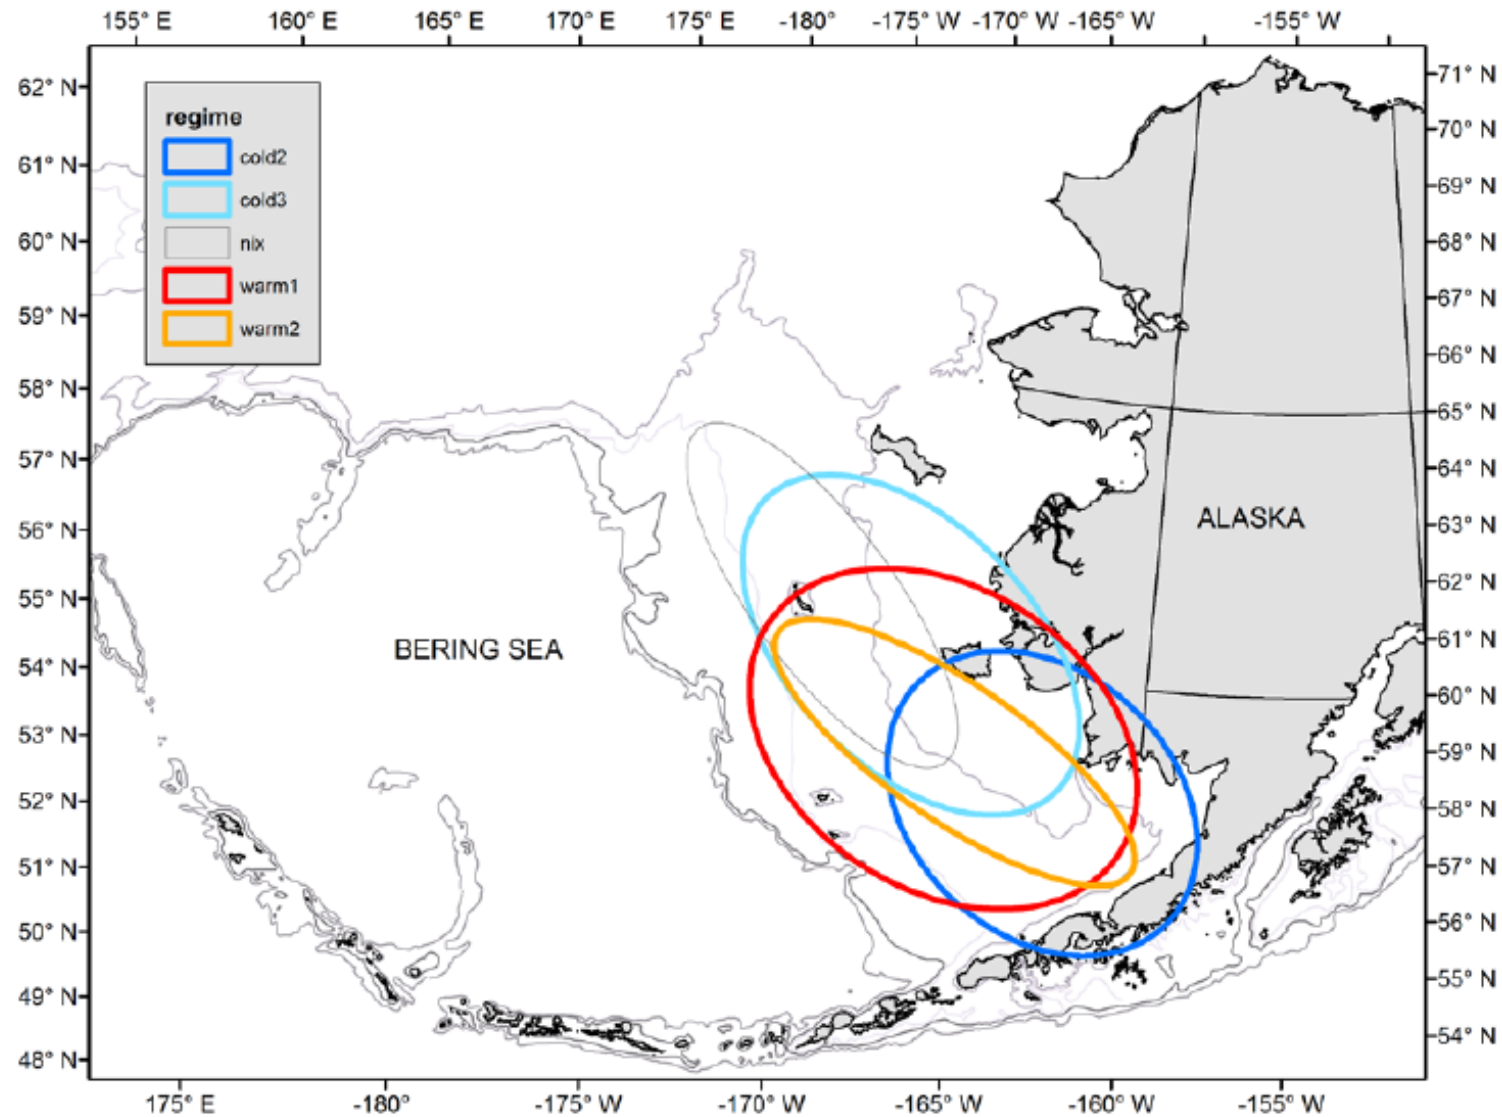 155° E 160° E 165° E 170° E 175° E -180° -175° W -170° W -165° W -155° W
62° N
61° N
60° N
59° N
58° N
57° N
56° N
55° N
54° N
53° N
52° N
51° N
50° N
49° N
48° N
regime
cold2
cold3
nix
warm1
warm2
BERING SEA
ALASKA
71° N
70° N
69° N
68° N
67° N
66° N
65° N
64° N
63° N
62° N
61° N
60° N
59° N
58° N
57° N
56° N
55° N
54° N
175° E -180° -175° W -170° W -165° W -160° W -155° W